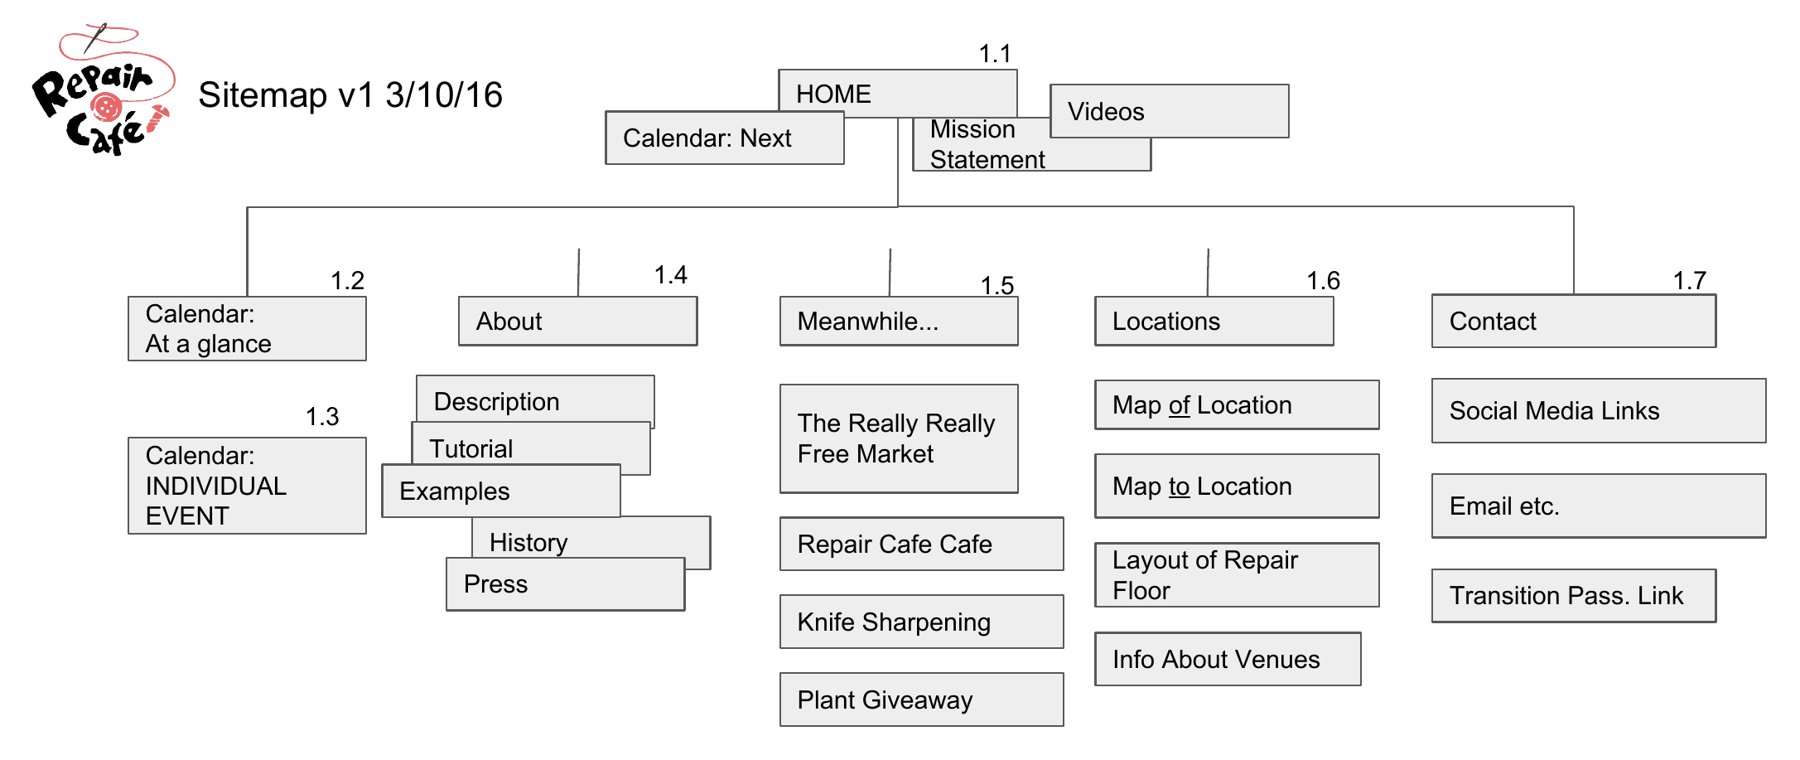 Repair
Café
Sitemap v1 3/10/16
1.1
HOME
Calendar: Next
Mission
Statement
Videos
1.2
Calendar:
At a glance
1.3
Calendar:
INDIVIDUAL
EVENT
1.4
About
Description
Tutorial
Examples
History
Press
1.5
Meanwhile...
The Really Really
Free Market
Repair Cafe Cafe
Knife Sharpening
Plant Giveaway
1.6
Locations
Map of Location
Map to Location
Layout of Repair
Floor
Info About Venues
1.7
Contact
Social Media Links
Email etc.
Transition Pass. Link